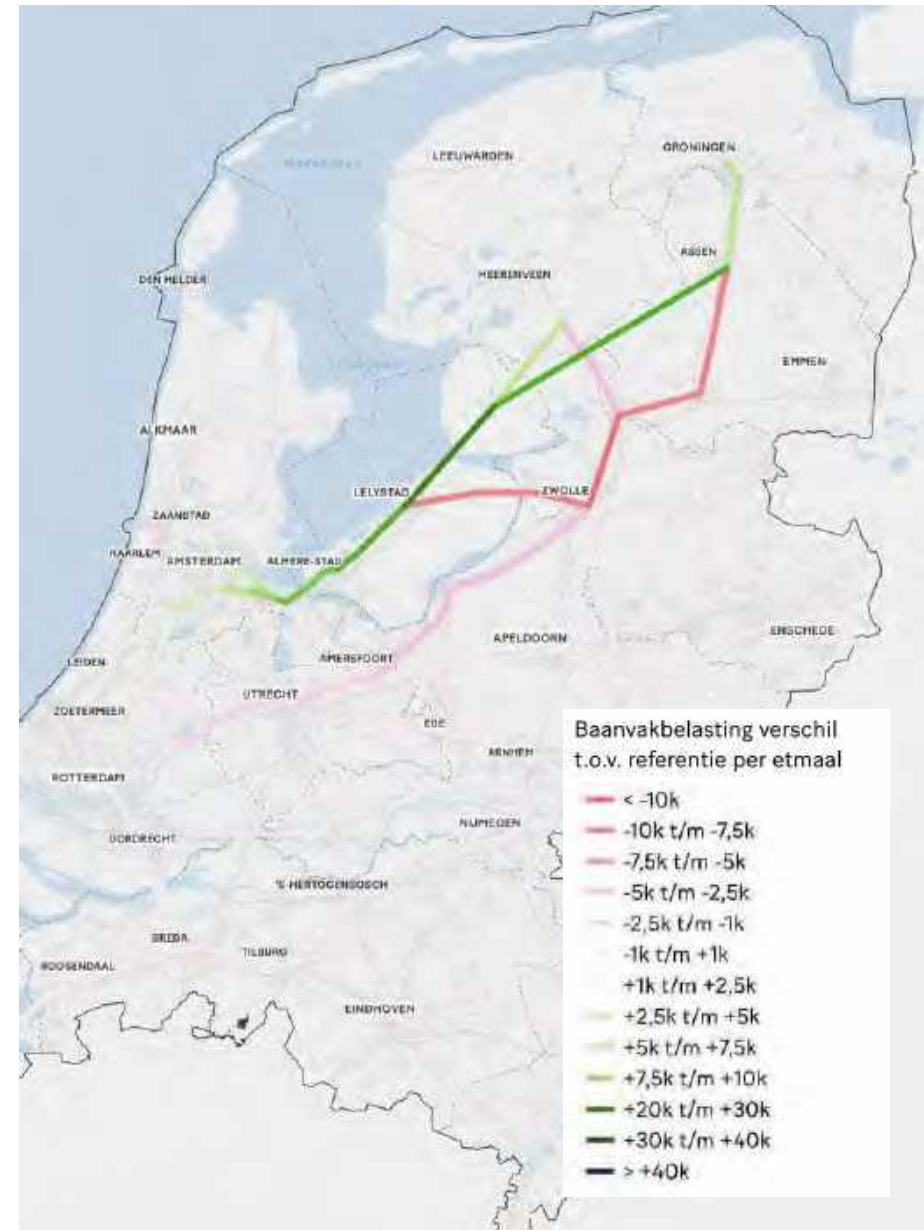 GRONINGEN
LEEUWARDEN
ASSEN
HEERENVEEN
DEN HELDER
EMMEN
ALKMAAR
LELYSTAD
ZWOLLE
ZAANSTAD
HAARLEM
AMSTERDAM
ALMERE-STAD
APELDOORN
ENSCHEDE
LEIDEN
AMERSFOORT
UTRECHT
ZOETERMEER
EDE
ARNHEM
ROTTERDAM
NIJMEGEN
DORDRECHT
'S-HERTOGENBOSCH
BREDA
TILBURG
ROOSENDAAL
EINDHOVEN
Baanvakbelasting verschil
t.o.v. referentie per etmaal
< -10k
-10k t/m -7,5k
-7,5k t/m -5k
-5k t/m -2,5k
-2,5k t/m -1k
-1k t/m +1k
+1k t/m +2,5k
+2,5k t/m +5k
+5k t/m +7,5k
+7,5k t/m +10k
+20k t/m +30k
+30k t/m +40k
> +40k